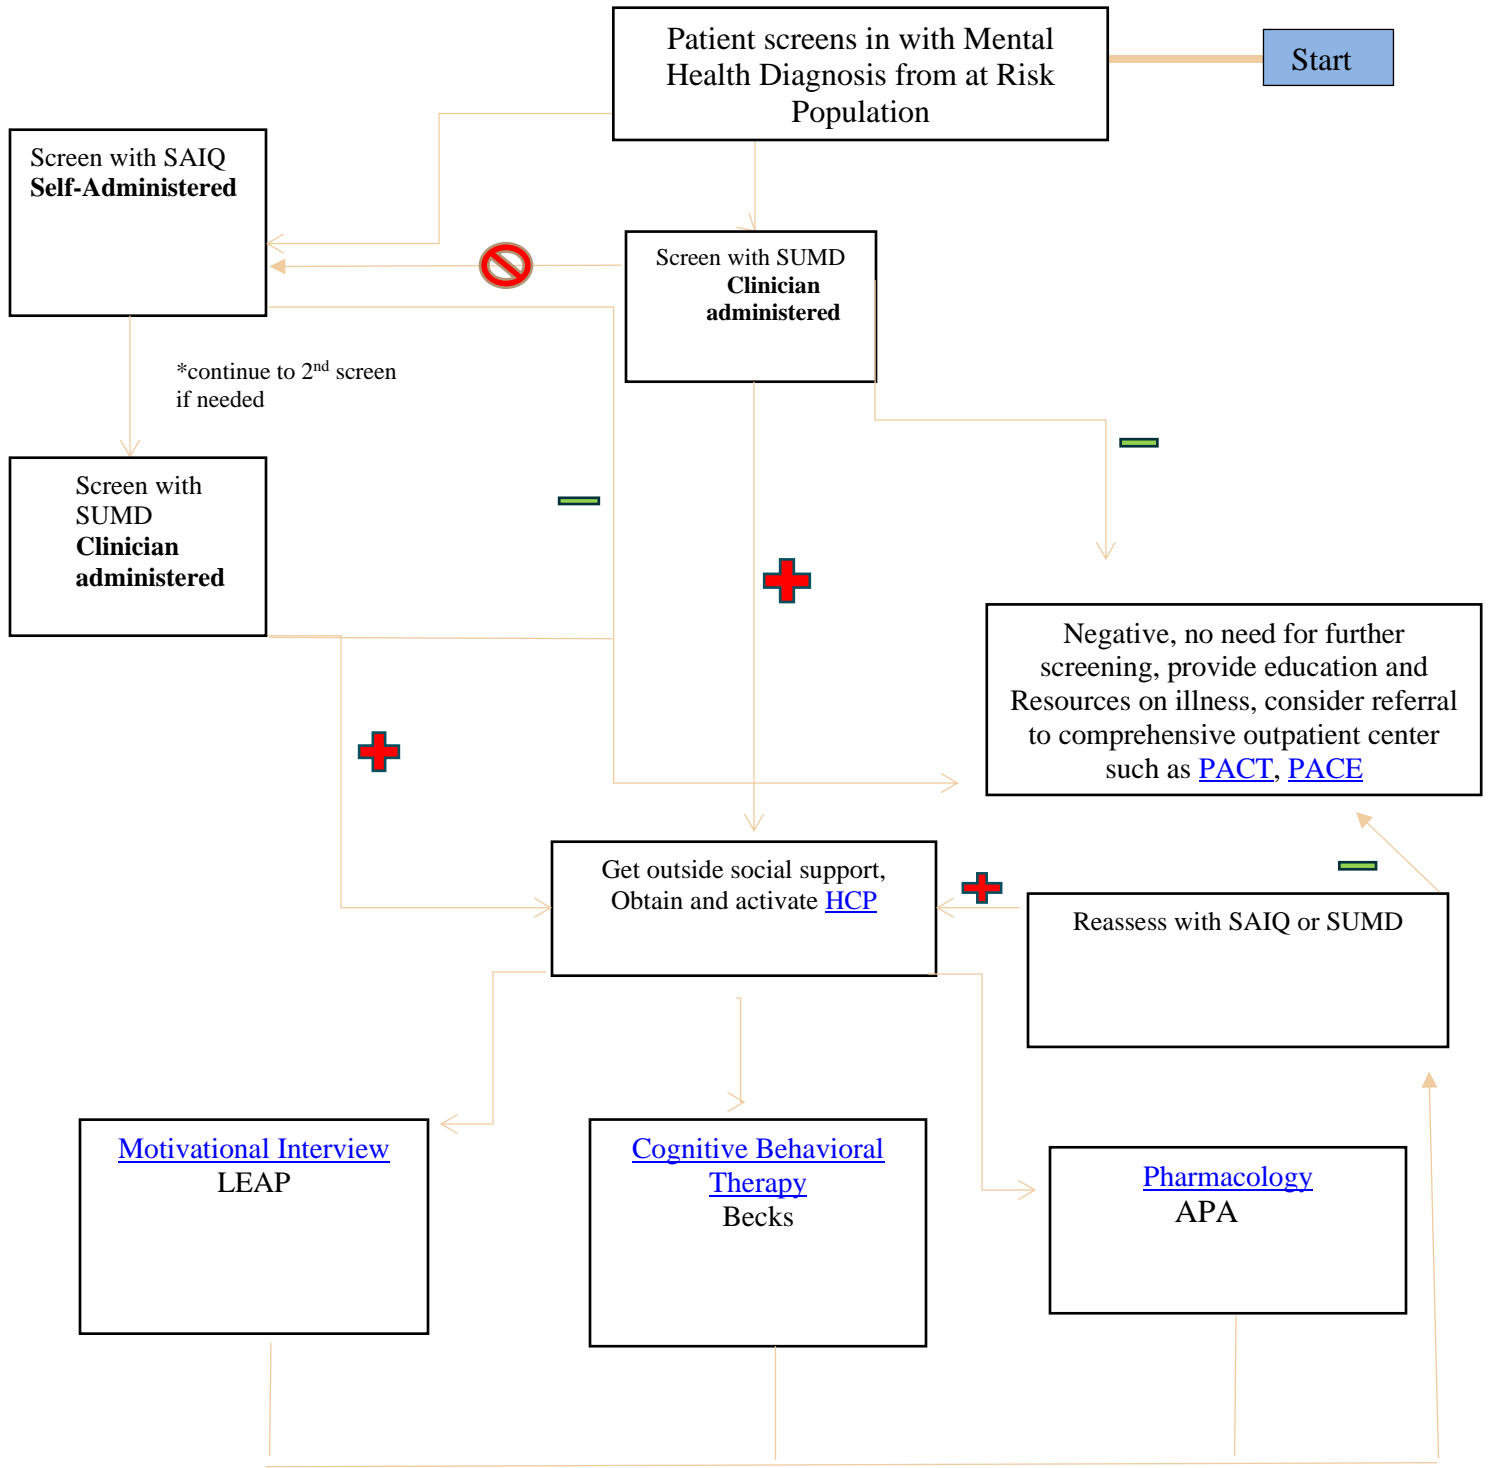 Patient screens in with Mental
Health Diagnosis from at Risk
Population
Start
Screen with SAIQ
Self-Administered
Screen with SUMD
Clinician
administered
*continue to 2nd screen
if needed
Screen with
SUMD
Clinician
administered
Negative, no need for further
screening, provide education and
Resources on illness, consider referral
to comprehensive outpatient center
such as PACT, PACE
Get outside social support,
Obtain and activate HCP
Reassess with SAIQ or SUMD
Motivational Interview
LEAP
Cognitive Behavioral
Therapy
Becks
Pharmacology
APA